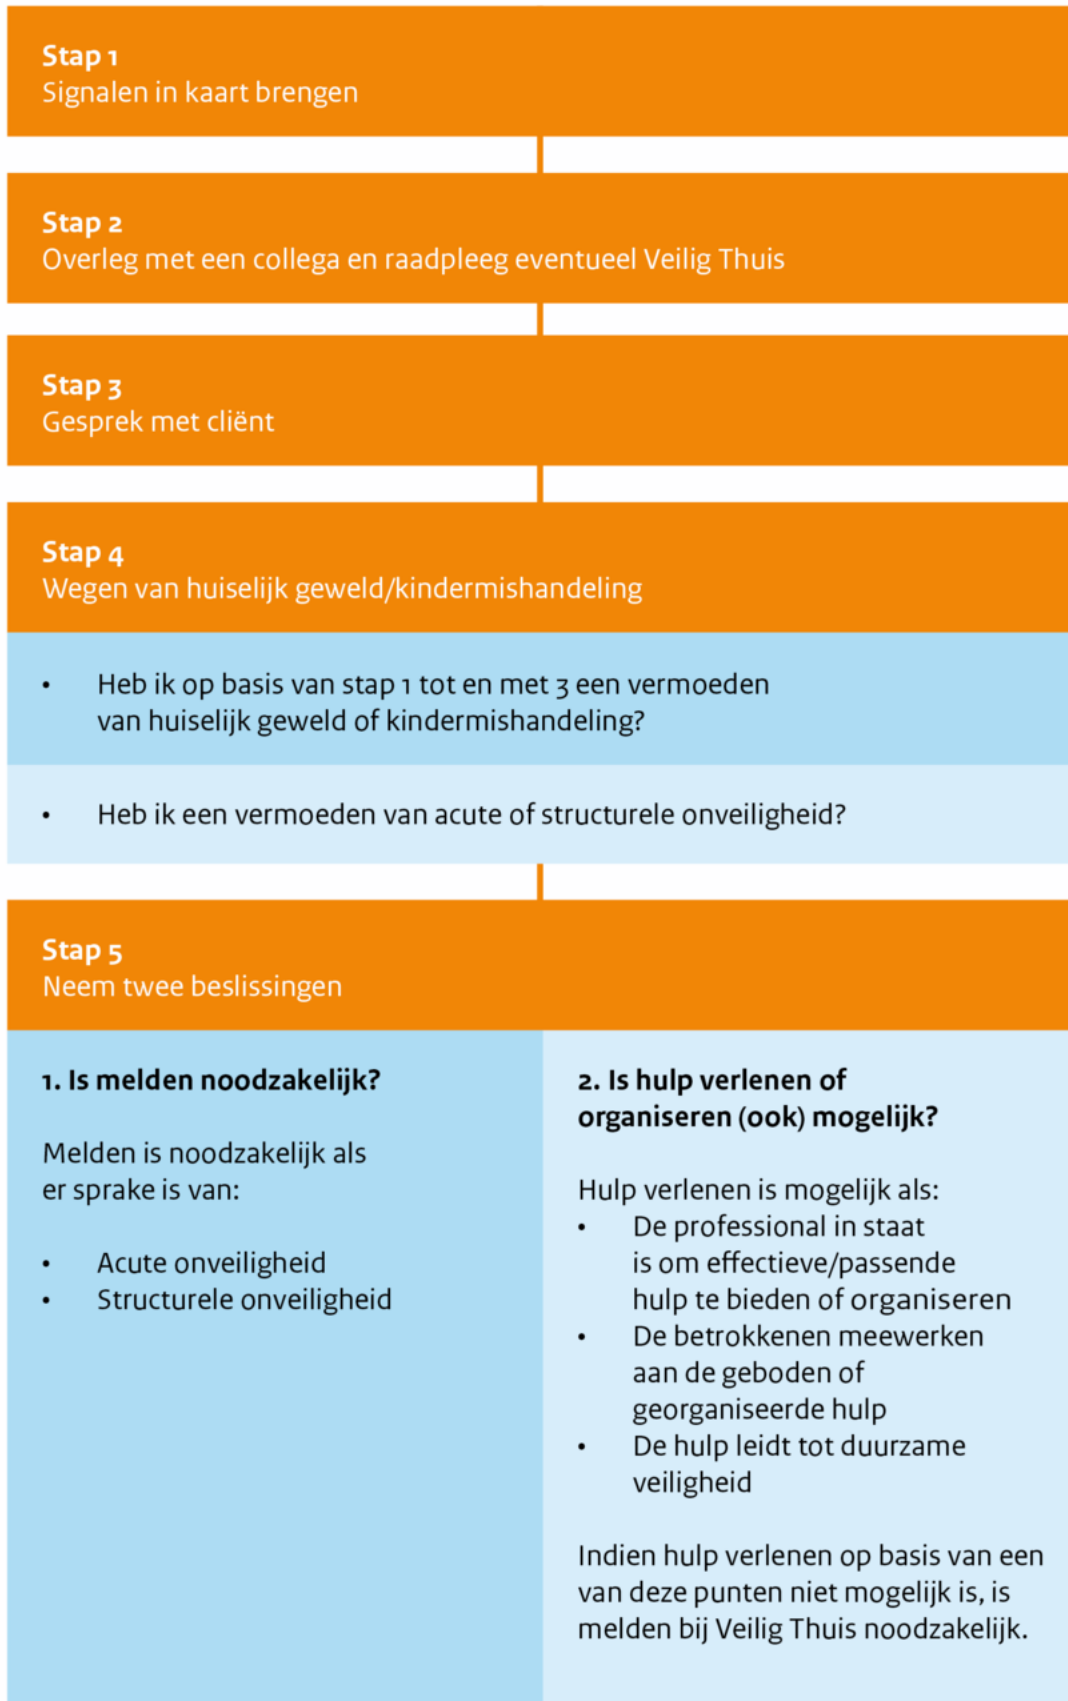 Stap 1
Signalen in kaart brengen
Stap 2
Overleg met een collega en raadpleeg eventueel Veilig Thuis
Stap 3
Gesprek met cliënt
Stap 4
Wegen van huiselijk geweld/kindermishandeling
• Heb ik op basis van stap 1 tot en met 3 een vermoeden
van huiselijk geweld of kindermishandeling?
• Heb ik een vermoeden van acute of structurele onveiligheid?
Stap 5
Neem twee beslissingen
1. Is melden noodzakelijk?
Melden is noodzakelijk als
er sprake is van:
• Acute onveiligheid
• Structurele onveiligheid
2. Is hulp verlenen of
organiseren (ook) mogelijk?
Hulp verlenen is mogelijk als:
• De professional in staat
is om effectieve/passende
hulp te bieden of organiseren
• De betrokkenen meewerken
aan de geboden of
georganiseerde hulp
• De hulp leidt tot duurzame
veiligheid
Indien hulp verlenen op basis van een
van deze punten niet mogelijk is, is
melden bij Veilig Thuis noodzakelijk.